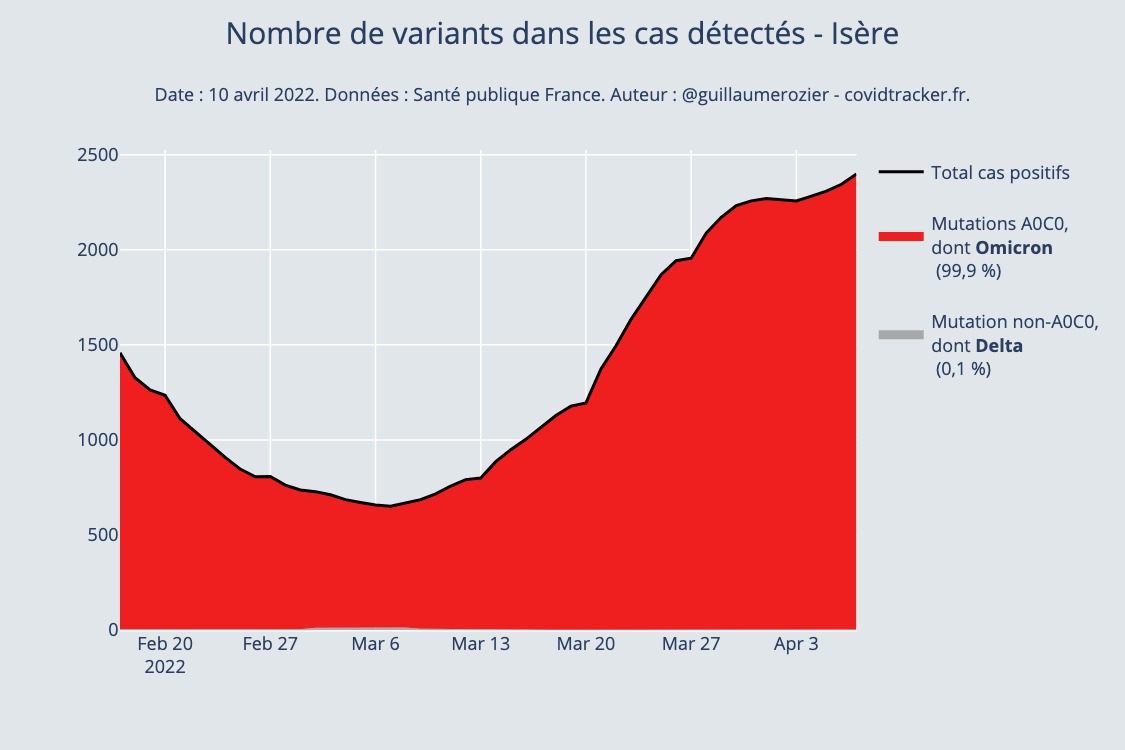 Nombre de variants dans les cas détectés - Isère
Date : 10 avril 2022. Données : Santé publique France. Auteur : @guillaumerozier - covidtracker.fr.
2500
2000
1500
1000
500
0
Feb 20
2022
Feb 27
Mar 6
Mar 13
Mar 20
Mar 27
Apr 3
Total cas positifs
Mutations A0C0,
dont Omicron
(99,9 %)
Mutation non-A0C0,
dont Delta
(0,1 %)